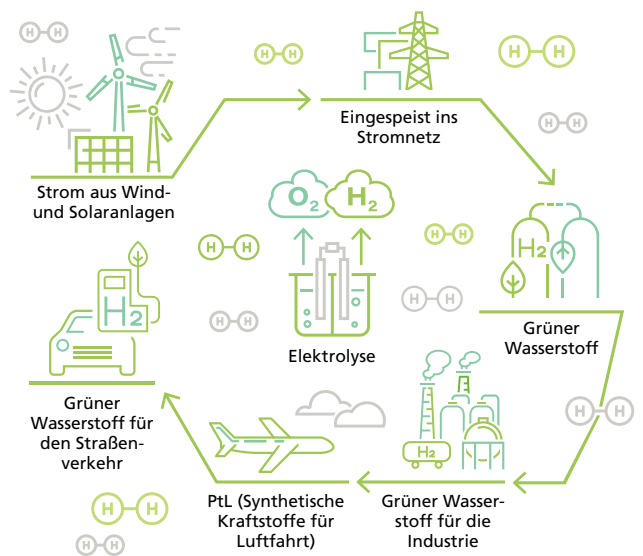 H H
H H
H H
H H
Eingespeist ins
Stromnetz
Strom aus Wind-
und Solaranlagen
O2
H2
H2
H H
H H
H H
H H
H2
Elektrolyse
Grüner
Wasserstoff
Grüner
Wasserstoff für
den Straßen-
verkehr
H2
H H
PtL (Synthetische
Kraftstoffe für
Luftfahrt)
Grüner Wasser-
stoff für die
Industrie
H H
H H